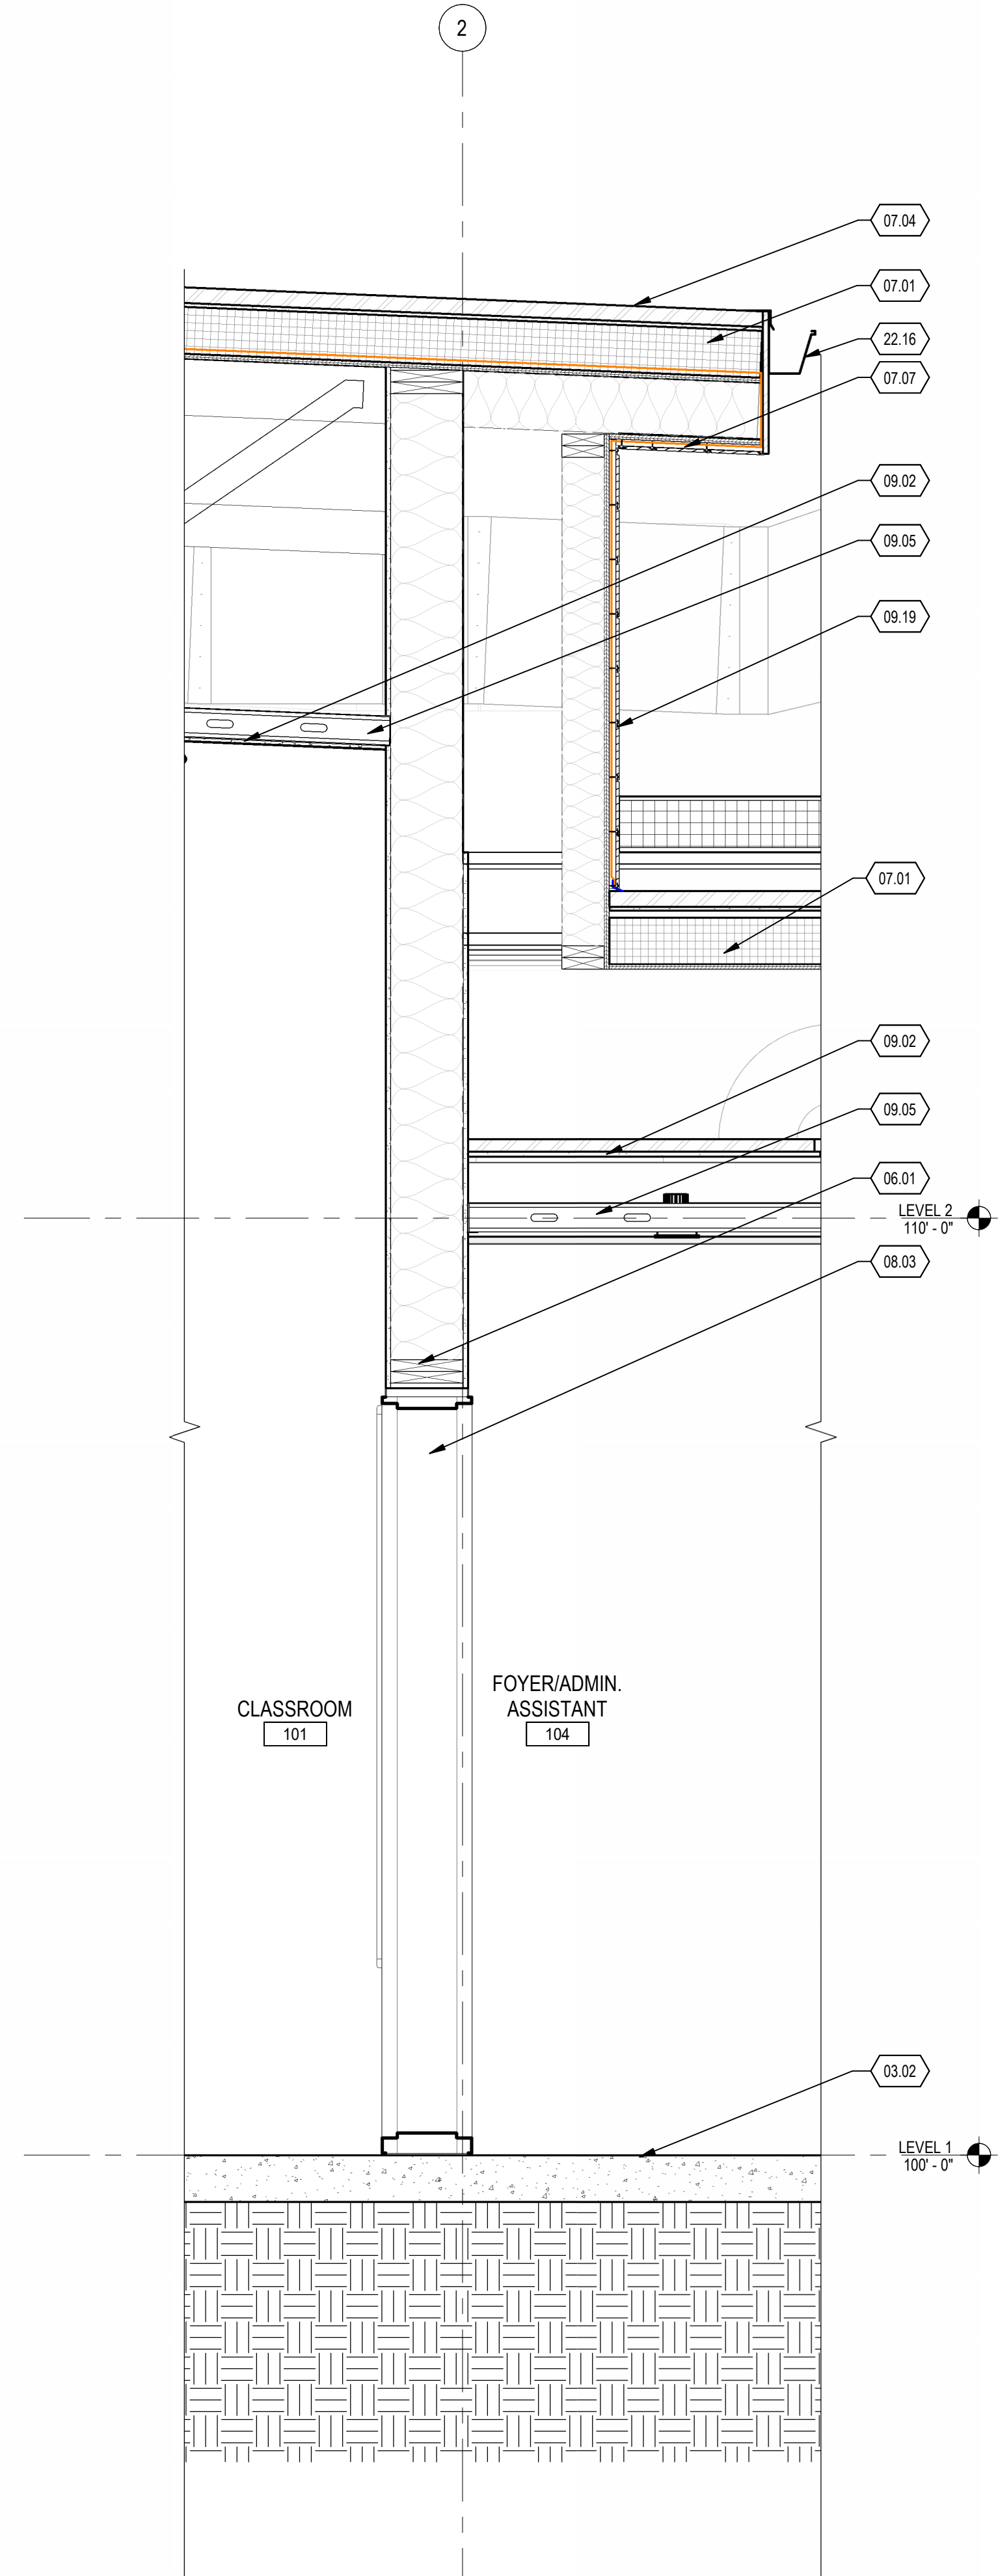 2
07.04
07.01
22.16
07.07
09.02
09.05
09.19
07.01
09.02
09.05
06.01
LEVEL 2
110' - 0"
08.03
CLASSROOM
101
FOYER/ADMIN.
ASSISTANT
104
03.02
LEVEL 1
100' - 0"